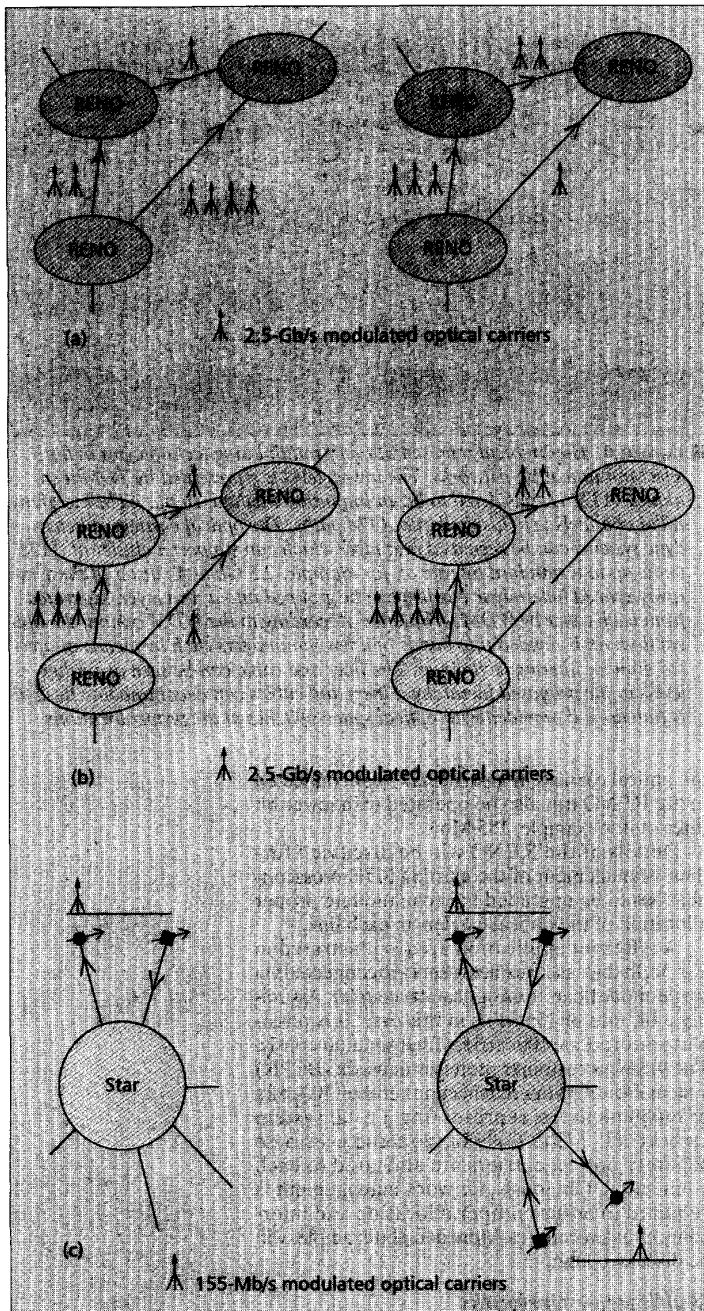 RENO
RENO
RENO
RENO
RENO
RENO
(a)
2.5-Gb/s modulated optical carriers
RENO
RENO
RENO
RENO
RENO
RENO
(b)
2.5-Gb/s modulated optical carriers
Star
Star
(c)
155-Mb/s modulated optical carriers